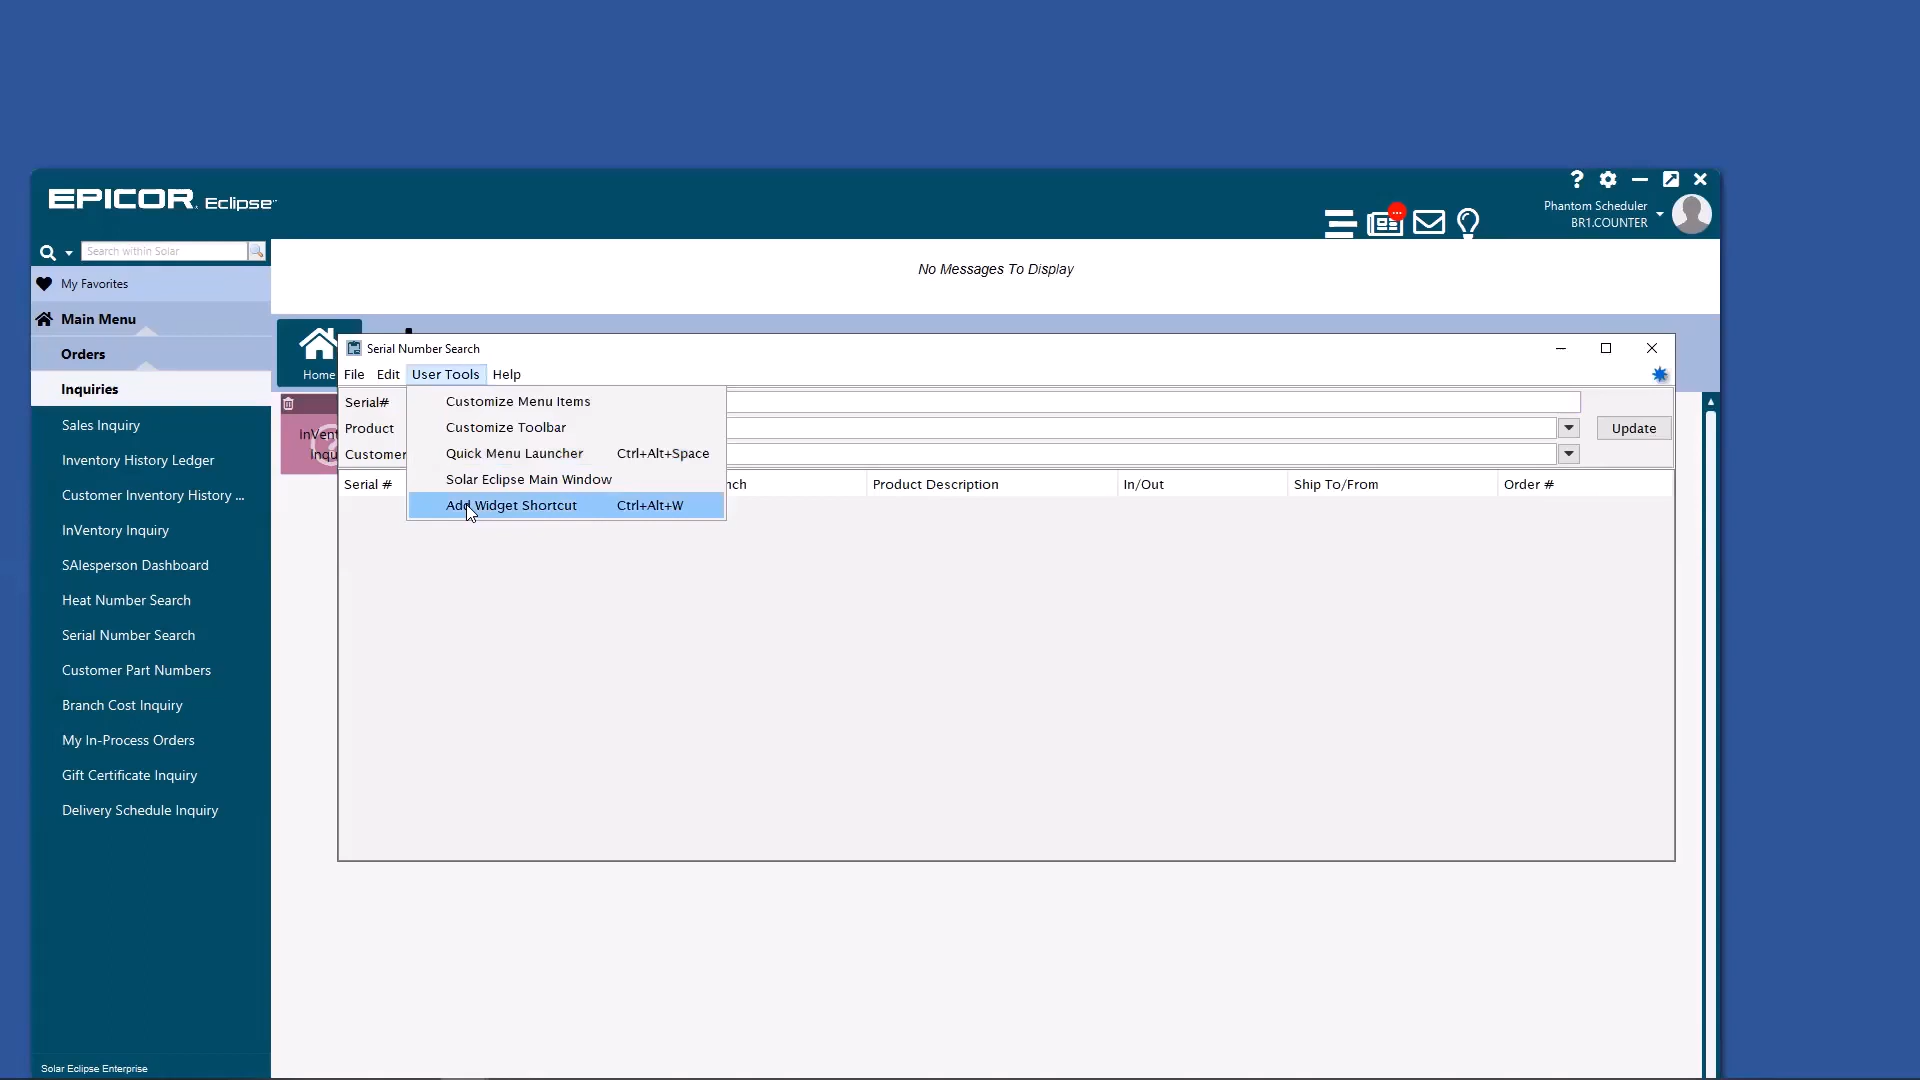 EPICOR Eclipse
Phantom Scheduler
BR1.COUNTER
Search within Solar
My Favorites
Main Menu
Orders
Inquiries
Sales Inquiry
Inventory History Ledger
Customer Inventory History ...
InVentory Inquiry
SAlesperson Dashboard
Heat Number Search
Serial Number Search
Customer Part Numbers
Branch Cost Inquiry
My In-Process Orders
Gift Certificate Inquiry
Delivery Schedule Inquiry
Solar Eclipse Enterprise
No Messages To Display
Home
Serial Number Search
File Edit User Tools Help
Serial#
Product
Customer
Update
Customize Menu Items
Customize Toolbar
Quick Menu Launcher Ctrl+Alt+Space
Solar Eclipse Main Window
Add Widget Shortcut Ctrl+Alt+W
Serial # Product Description In/Out Ship To/From Order #